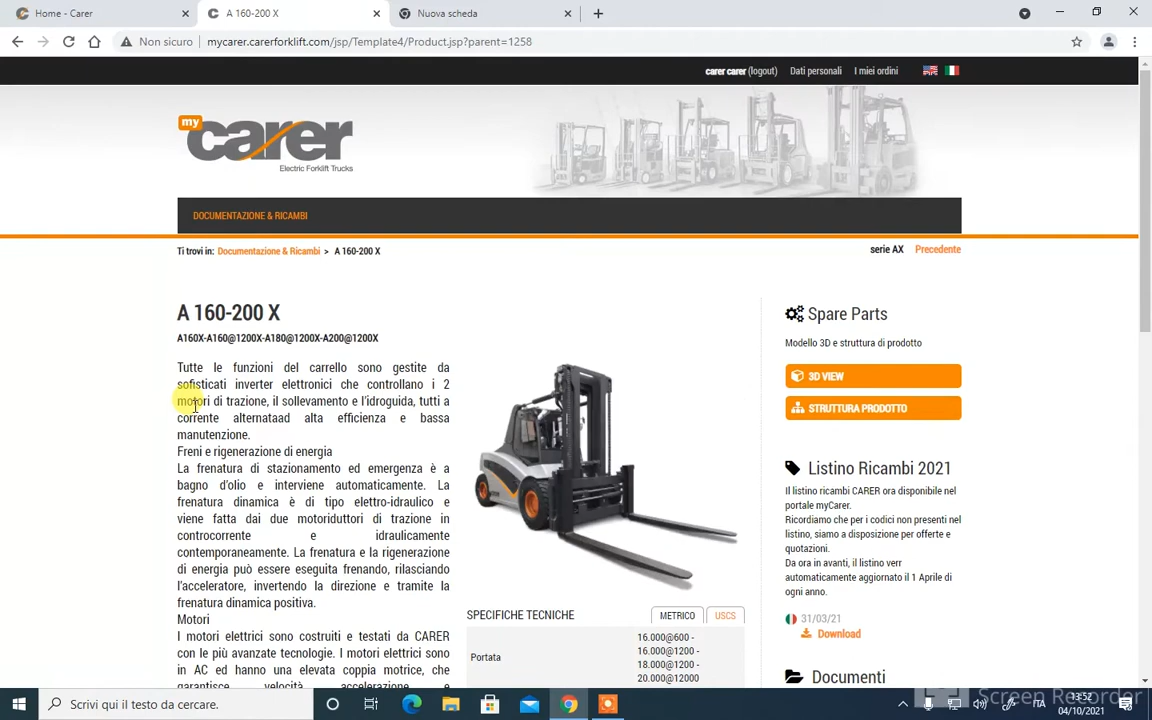 Home - Carer
A 160-200 X
Nuova scheda
Non sicuro mycarer.carerforklift.com/jsp/Template4/Product.jsp?parent=1258
carer carer (logout) Dati personali I miei ordini
my
carer
Electric Forklift Trucks
DOCUMENTAZIONE & RICAMBI
Ti trovi in: Documentazione & Ricambi > A 160-200 X
serie AX Precedente
A 160-200 X
A160X-A160@1200X-A180@1200X-A200@1200X
Tutte le funzioni del carrello sono gestite da
sofisticati inverter elettronici che controllano i 2
motori di trazione, il sollevamento e l'idroguida, tutti a
corrente alternataad alta efficienza e bassa
manutenzione.
Freni e rigenerazione di energia
La frenatura di stazionamento ed emergenza è a
bagno d'olio e interviene automaticamente. La
frenatura dinamica è di tipo elettro-idraulico e
viene fatta dai due motoriduttori di trazione in
controcorrente e idraulicamente
contemporaneamente. La frenatura e la rigenerazione
di energia può essere eseguita frenando, rilasciando
l'acceleratore, invertendo la direzione e tramite la
frenatura dinamica positiva.
Motori
I motori elettrici sono costruiti e testati da CARER
con le più avanzate tecnologie. I motori elettrici sono
in AC ed hanno una elevata coppia motrice, che
garantisce velocità accelerazione e
SPECIFICHE TECNICHE
METRICO USCS
Portata
16.000@600 -
16.000@1200 -
18.000@1200 -
20.000@12000
Spare Parts
Modello 3D e struttura di prodotto
3D VIEW
STRUTTURA PRODOTTO
Listino Ricambi 2021
Il listino ricambi CARER ora disponibile nel
portale myCarer.
Ricordiamo che per i codici non presenti nel
listino, siamo a disposizione per offerte e
quotazioni.
Da ora in avanti, il listino verr
automaticamente aggiornato il 1 Aprile di
ogni anno.
31/03/21
Download
Documenti
Screen Recorder
Scrivi qui il testo da cercare.
ITA
13:52
04/10/2021